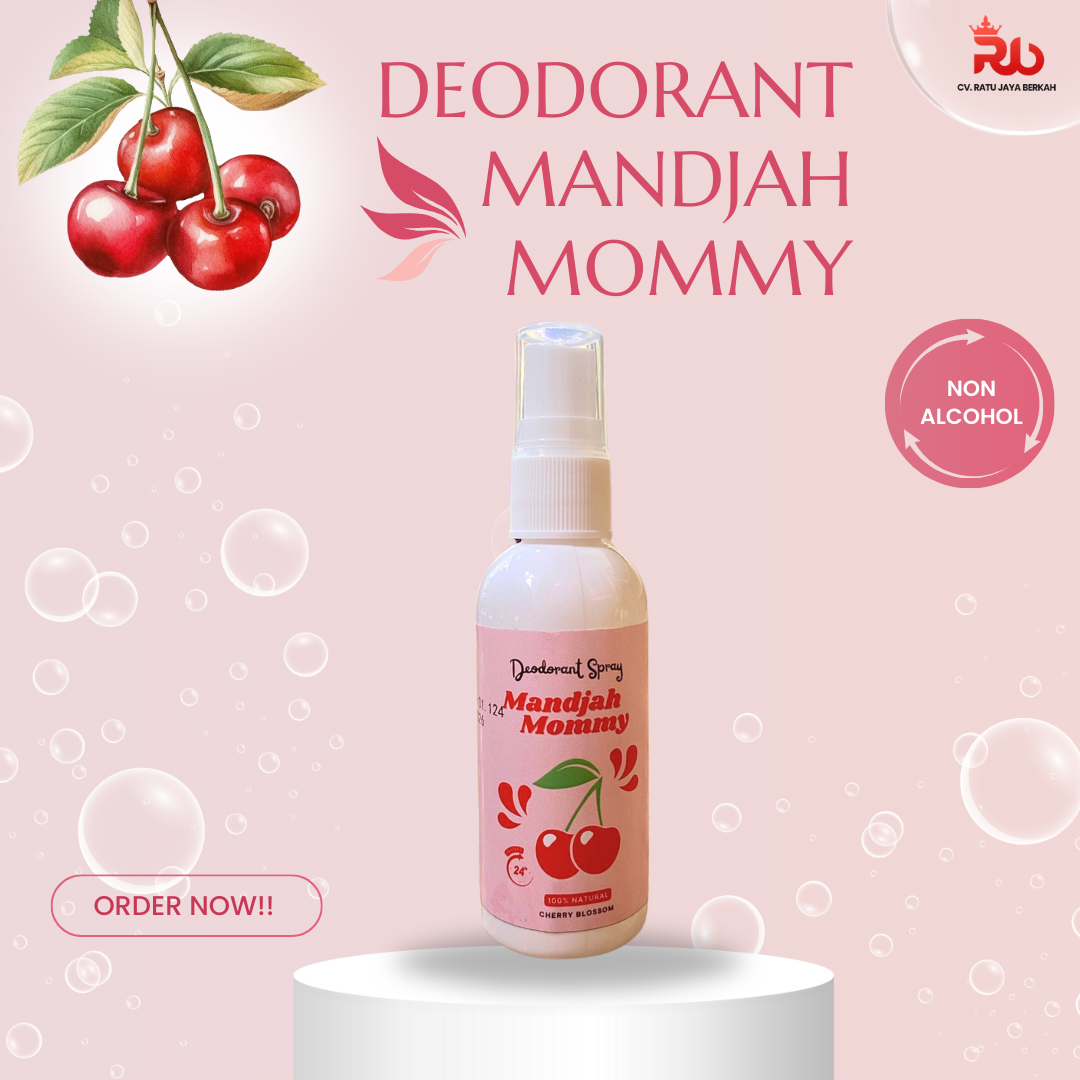 DEODORANT
MANDJAH
MOMMY
CV. RATU JAYA BERKAH
NON
ALCOHOL
Deodorant Spray
Mandjah
Mommy
24
100% NATURAL
CHERRY BLOSSOM
ORDER NOW!!